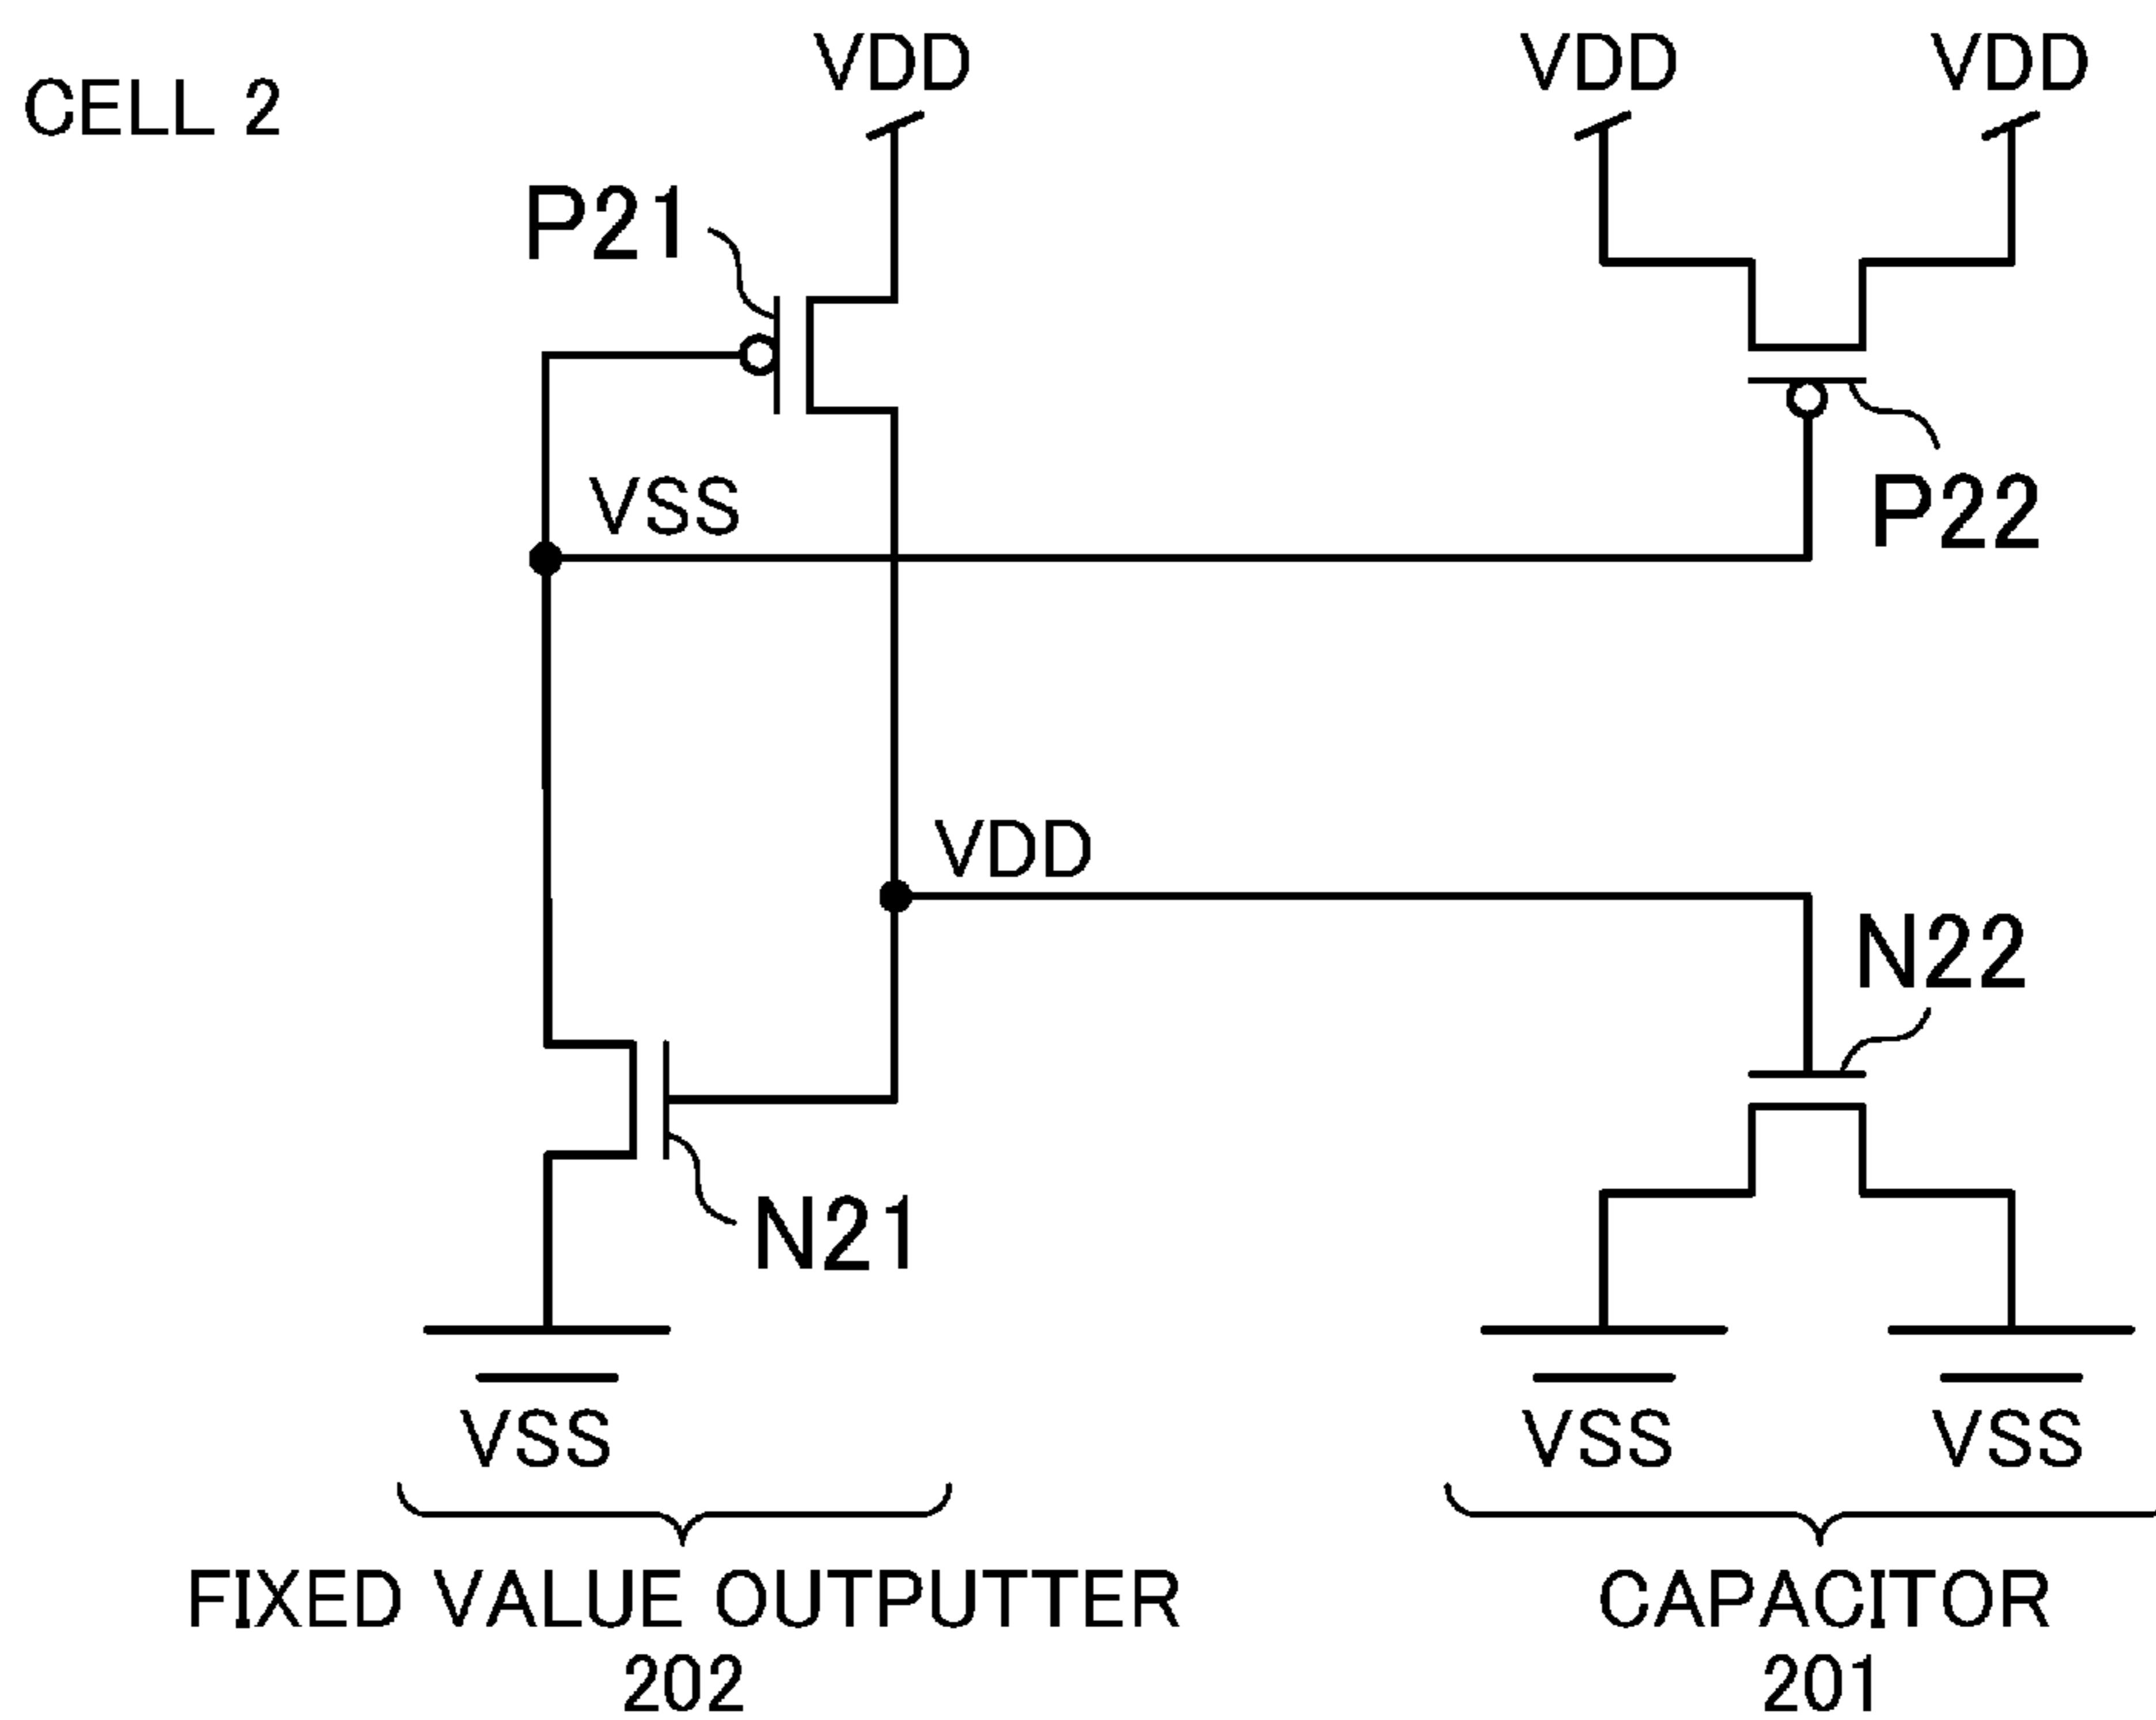 CELL 2
VDD
VDD
VDD
P21
VSS
P22
VDD
N22
N21
VSS
VSS
VSS
FIXED VALUE OUTPUTTER
202
CAPACITOR
201